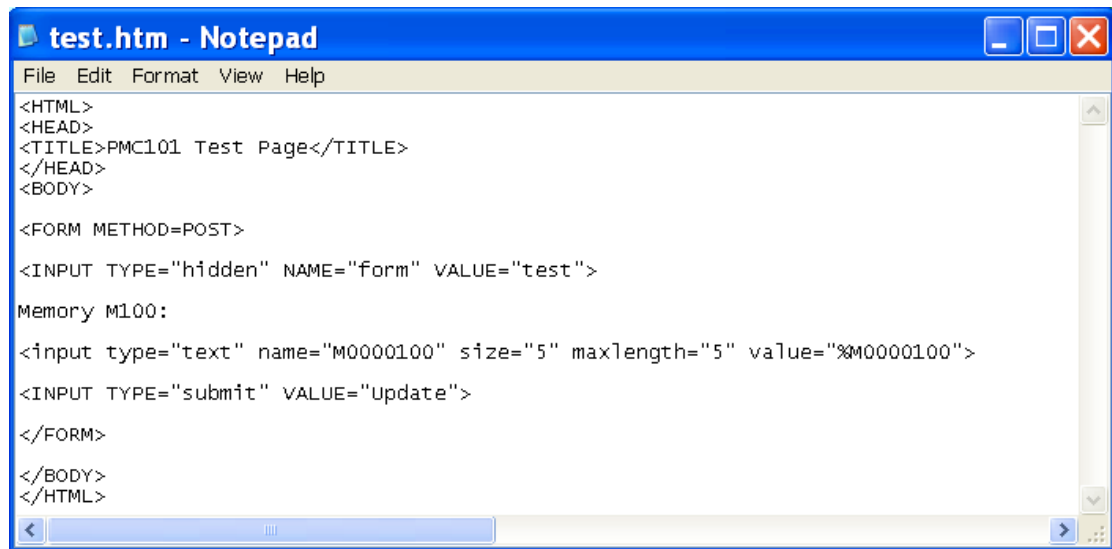 test.htm - Notepad
File Edit Format View Help
<HTML>
<HEAD>
<TITLE>PMC101 Test Page</TITLE>
</HEAD>
<BODY>
<FORM METHOD=POST>
<INPUT TYPE="hidden" NAME="form" VALUE="test">
Memory M100:
<input type="text" name="M0000100" size="5" maxlength="5" value="%M0000100">
<INPUT TYPE="submit" VALUE="Update">
</FORM>
</BODY>
</HTML>